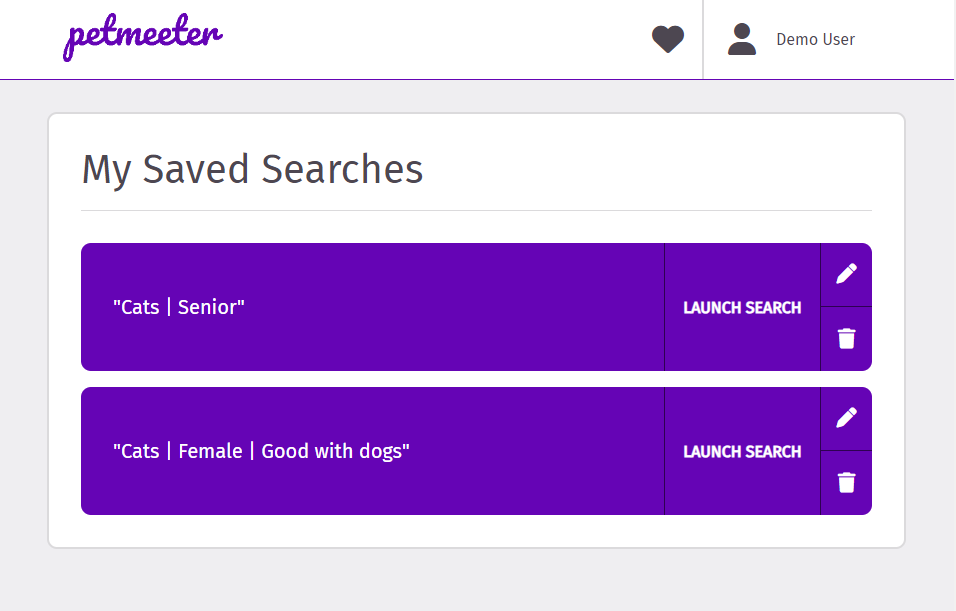 petmeeter
Demo User
My Saved Searches
"Cats | Senior"
LAUNCH SEARCH
"Cats | Female | Good with dogs"
LAUNCH SEARCH